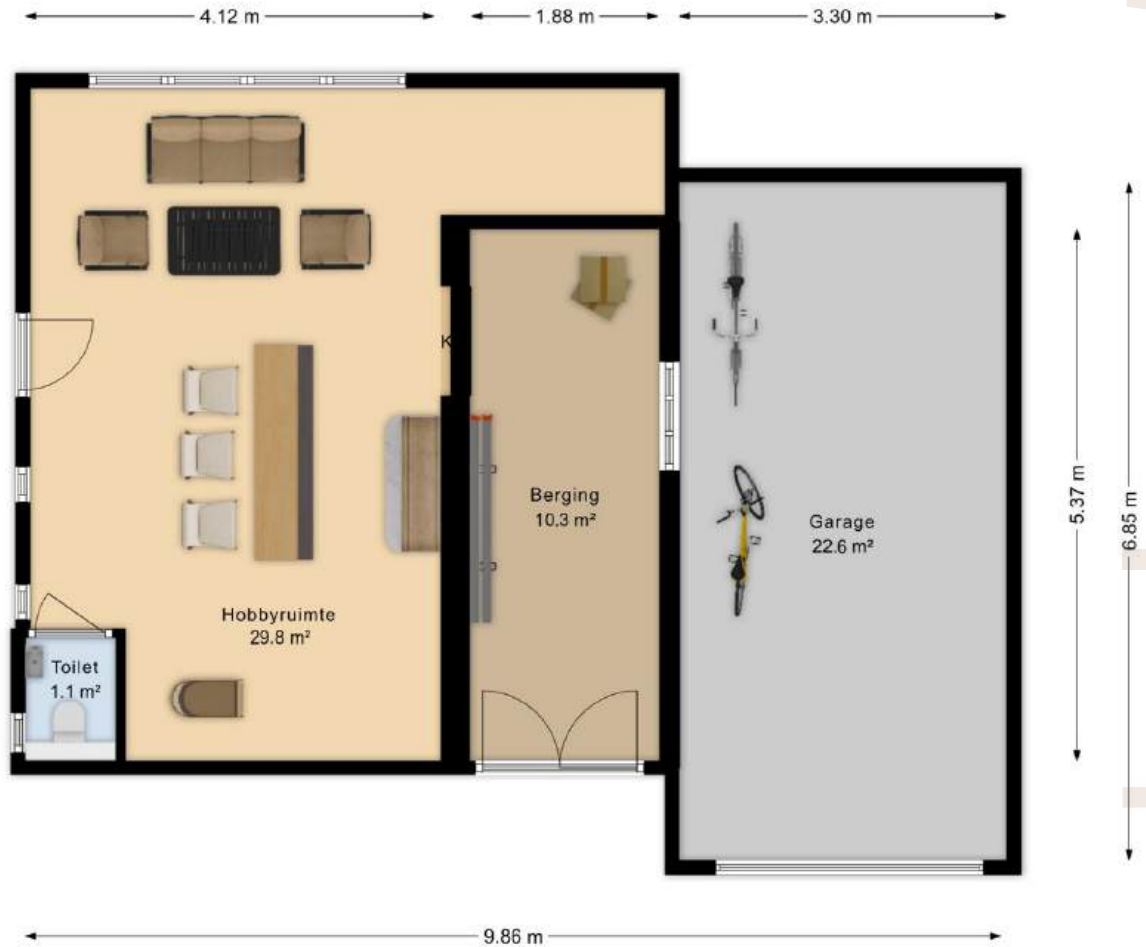 4.12 m
1.88 m
3.30 m
K
Berging
10.3 m²
Garage
22.6 m²
Hobbyruimte
29.8 m²
Toilet
1.1 m²
5.37 m
6.85 m
9.86 m